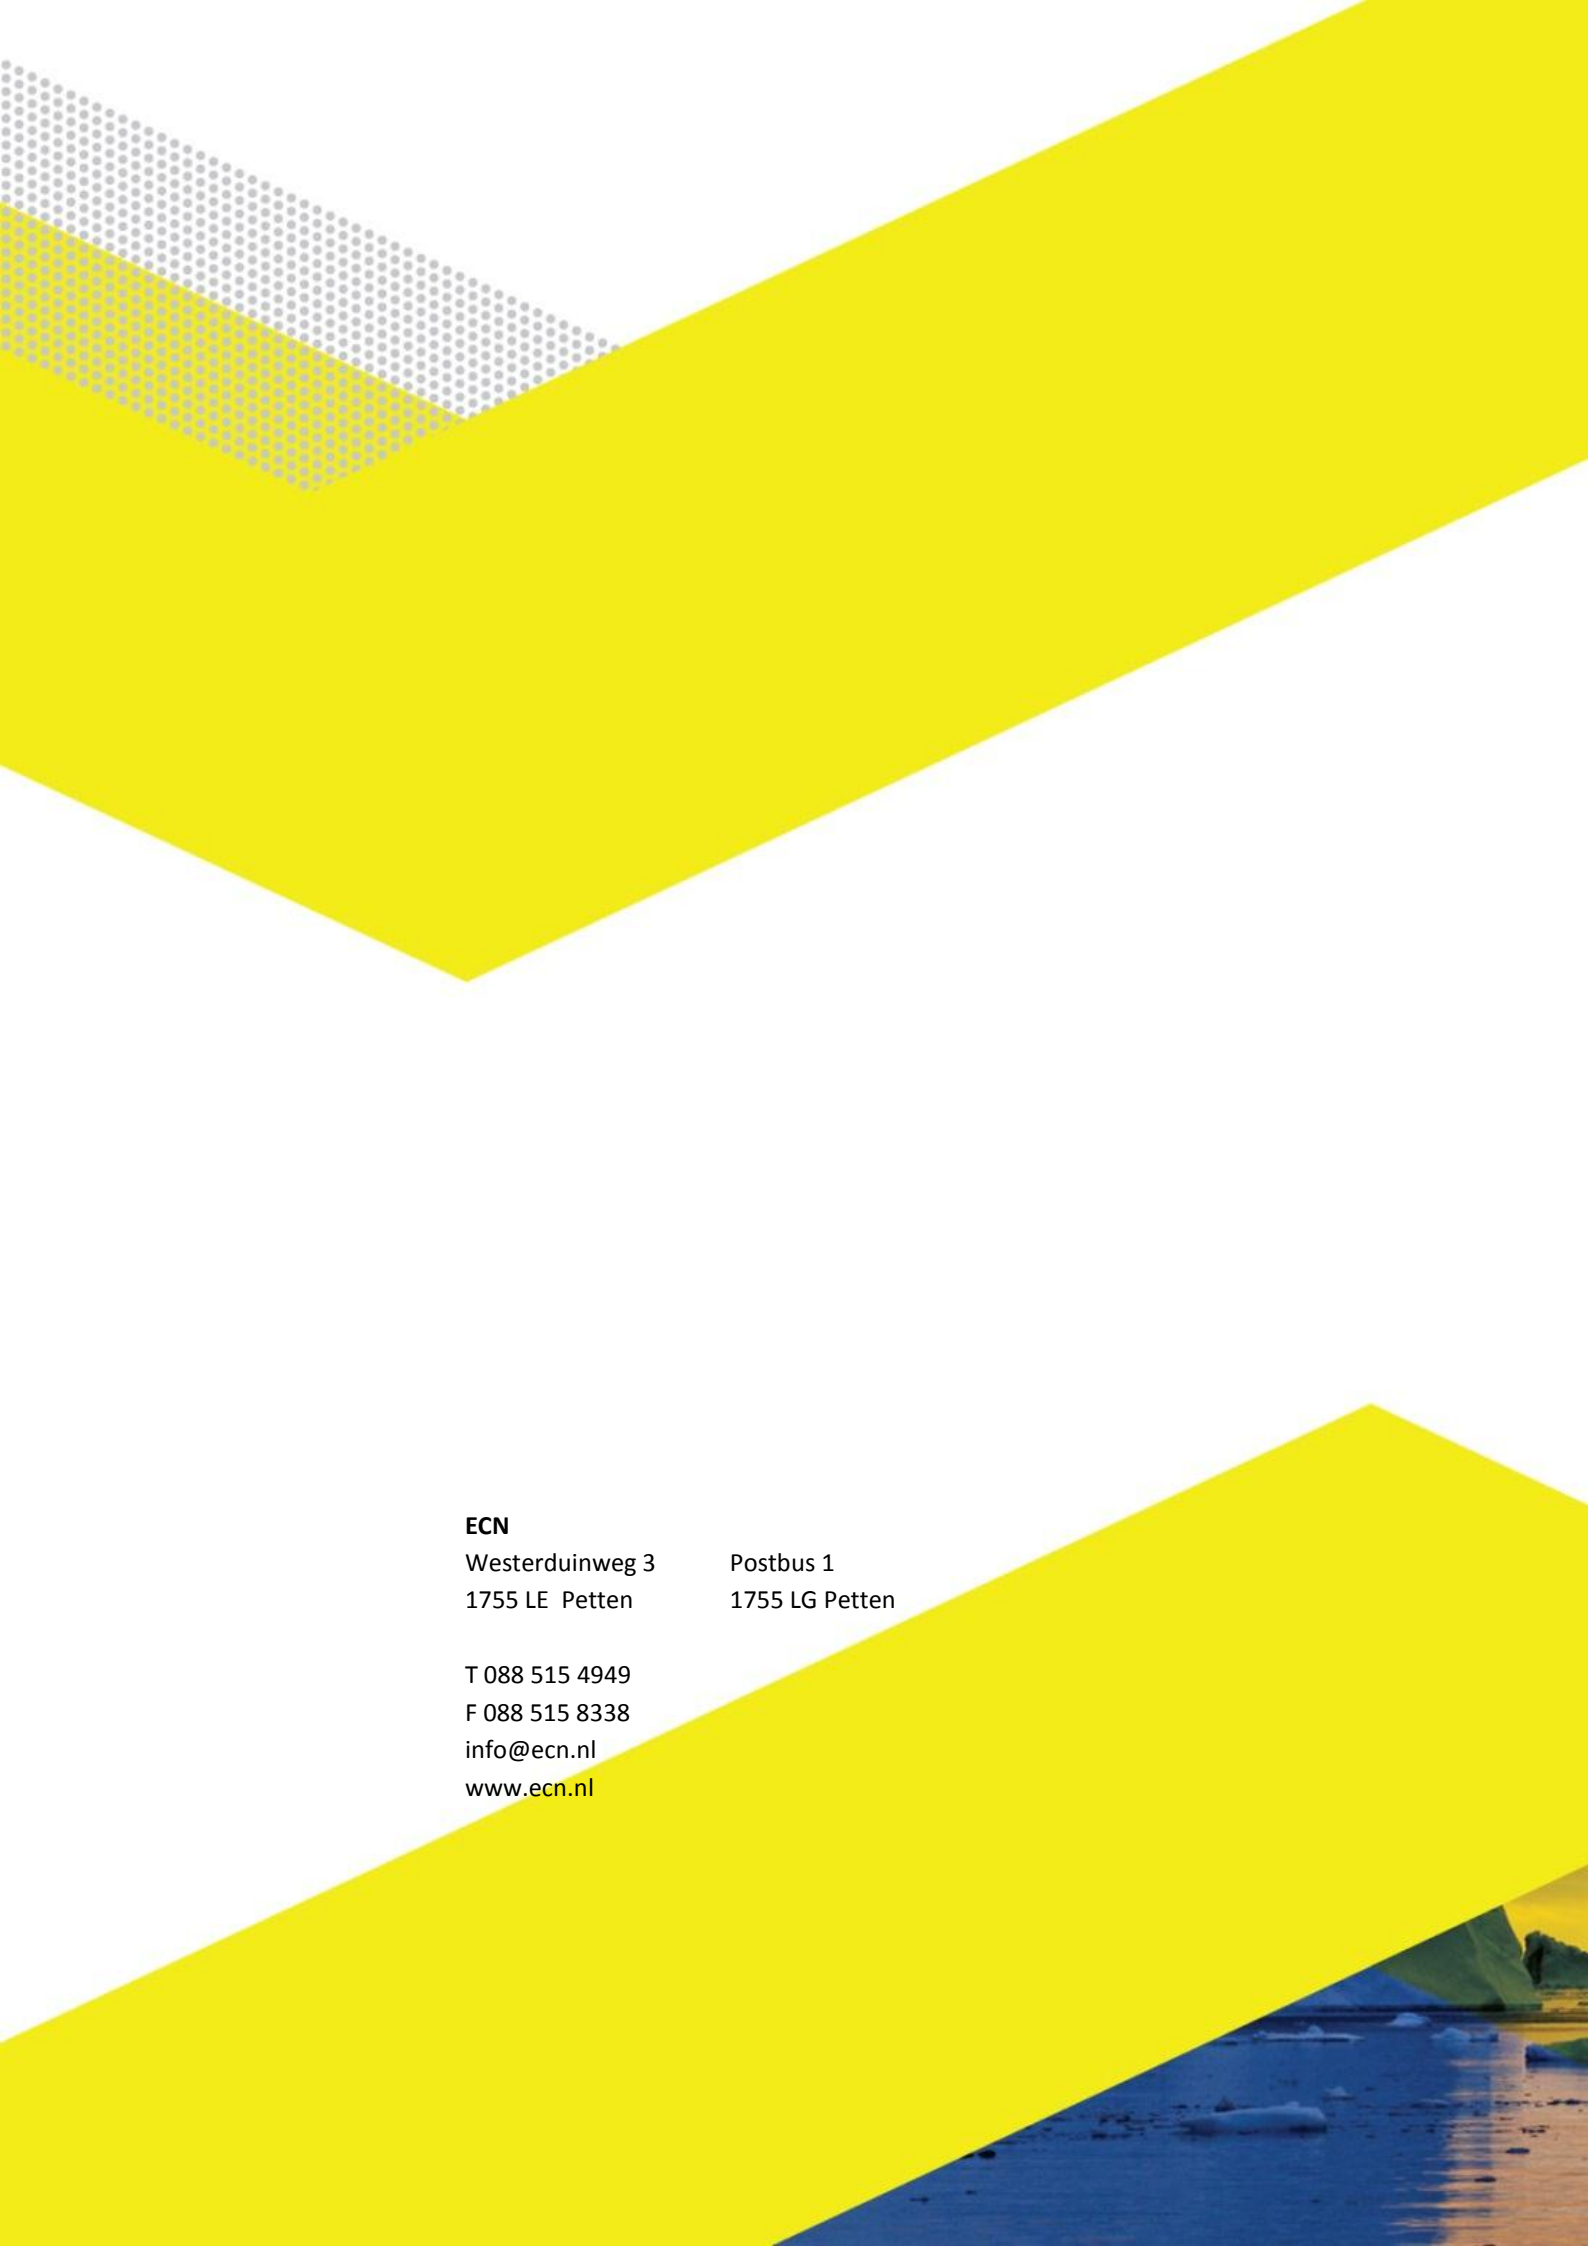 ECN
Westerduinweg 3 Postbus 1
1755 LE Petten 1755 LG Petten
T 088 515 4949
F 088 515 8338
info@ecn.nl
www.ecn.nl